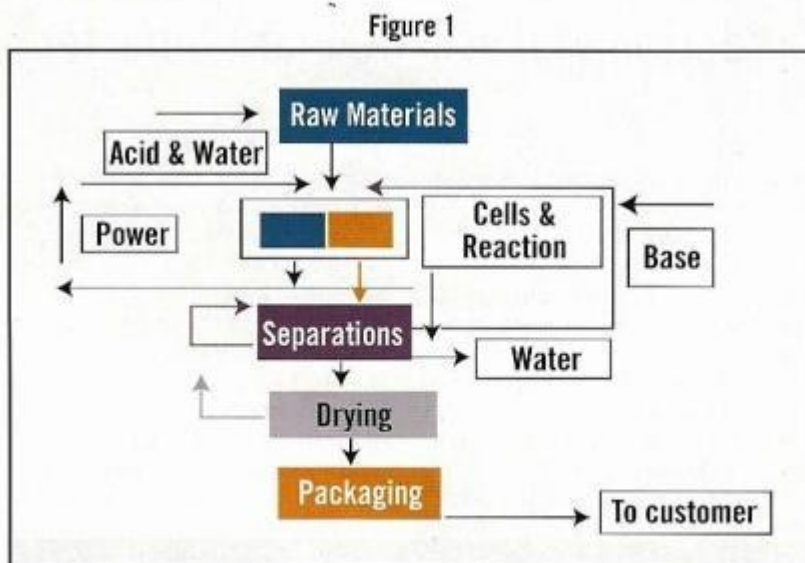 Figure 1
Raw Materials
Acid & Water
Power
Cells &
Reaction
Base
Separations
Water
Drying
Packaging
To customer